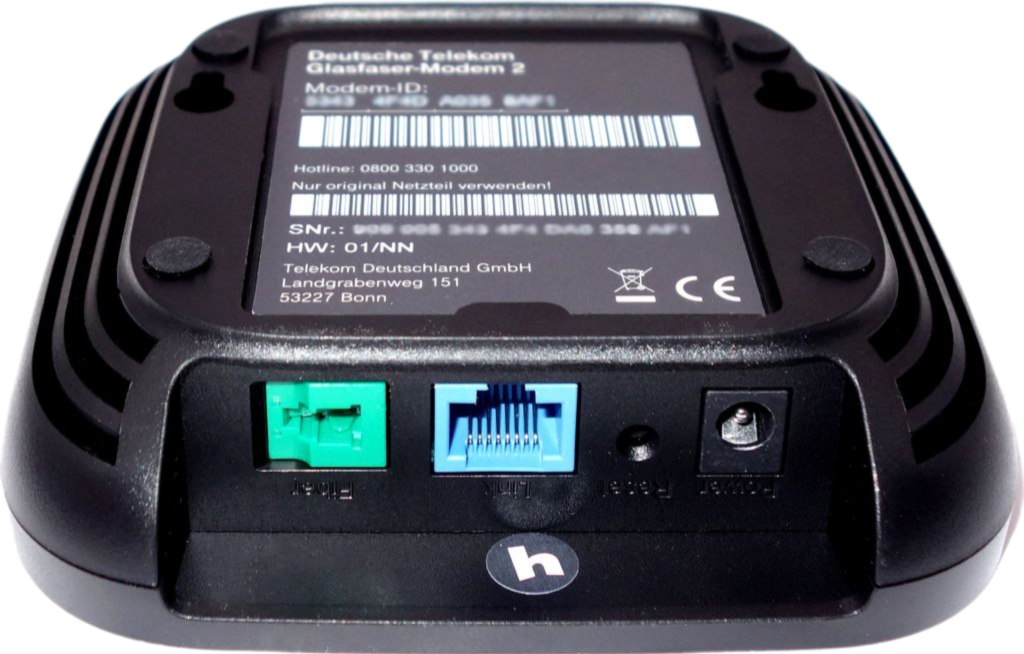 Deutsche Telekom
Glasfaser-Modem 2
Modem-ID:
Hotline: 0800 330 1000
Nur original Netzteil verwenden!
SNr.:
HW: 01/NN
Telekom Deutschland GmbH
Landgrabenweg 151
53227 Bonn
CE
Fiber
Link
Reset
Power
h